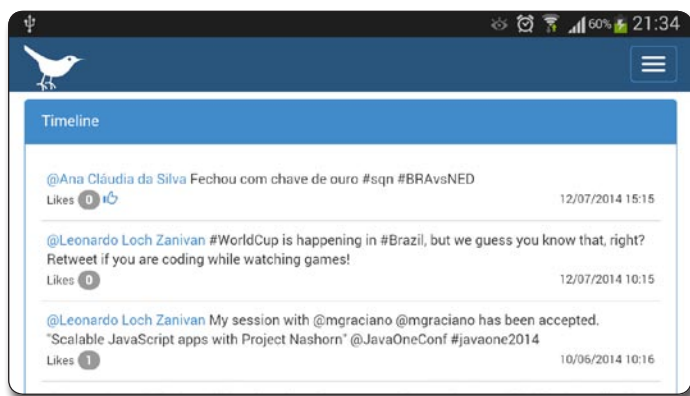 60% 21:34
Timeline
@Ana Cláudia da Silva Fechou com chave de ouro #sqn #BRAvsNED
Likes 0 12/07/2014 15:15
@Leonardo Loch Zanivan #WorldCup is happening in #Brazil, but we guess you know that, right?
Retweet if you are coding while watching games!
Likes 0 12/07/2014 10:15
@Leonardo Loch Zanivan My session with @mgraciano @mgraciano has been accepted.
"Scalable JavaScript apps with Project Nashorn" @JavaOneConf #javaone2014
Likes 1 10/06/2014 10:16